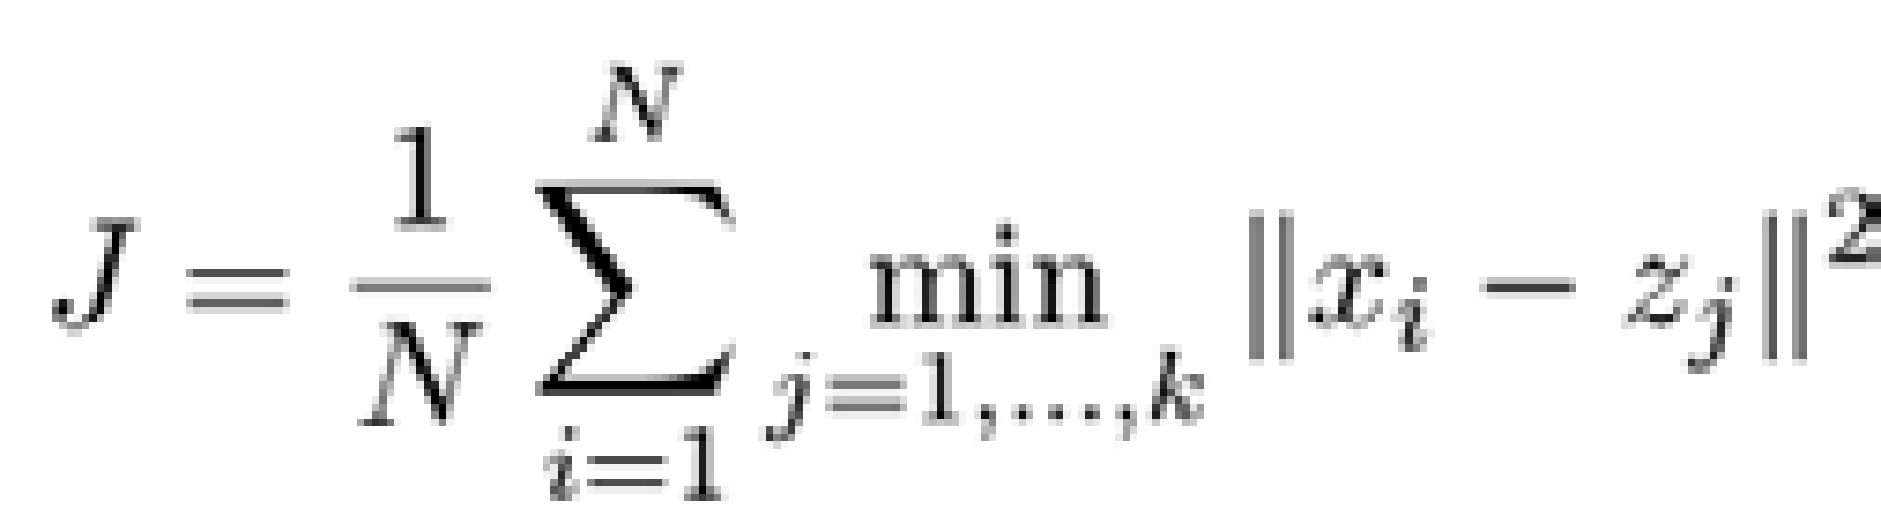 J = \frac{1}{N} \sum_{i=1}^{N} \min_{j=1,\ldots,k} \|x_i - z_j\|^2